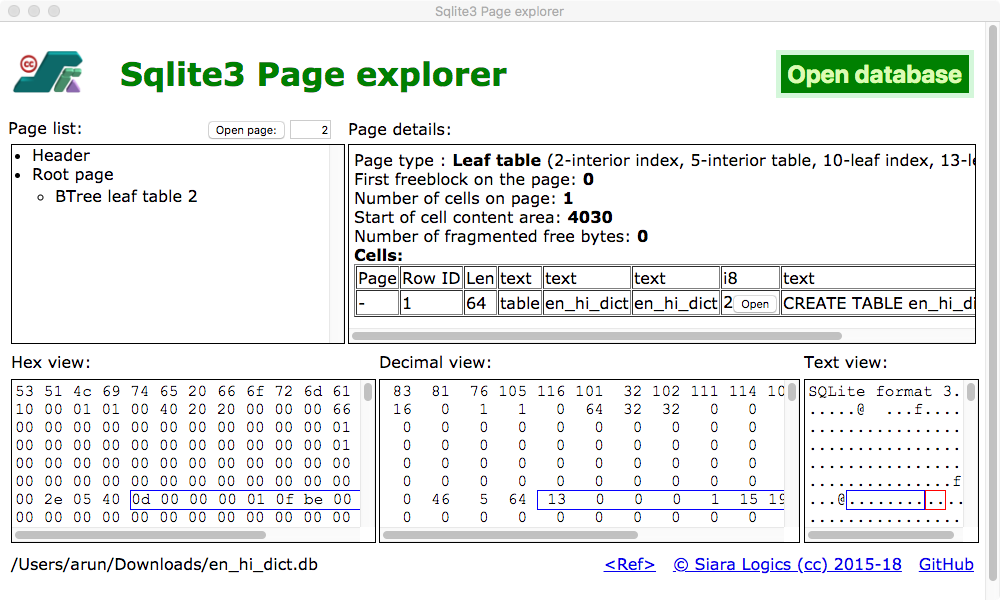 Sqlite3 Page explorer
cc
Sqlite3 Page explorer
Open database
Page list:
Open page:
2
Page details:
Header
Root page
BTree leaf table 2
Page type : Leaf table (2-interior index, 5-interior table, 10-leaf index, 13-le
First freeblock on the page: 0
Number of cells on page: 1
Start of cell content area: 4030
Number of fragmented free bytes: 0
Cells:
Page Row ID Len text text text i8 text
- 1 64 table en_hi_dict en_hi_dict 2 Open CREATE TABLE en_hi_di
Hex view:
53 51 4c 69 74 65 20 66 6f 72 6d 61
10 00 01 01 00 40 20 20 00 00 00 66
00 00 00 00 00 00 00 00 00 00 00 01
00 00 00 00 00 00 00 00 00 00 00 01
00 00 00 00 00 00 00 00 00 00 00 00
00 00 00 00 00 00 00 00 00 00 00 00
00 2e 05 40 0d 00 00 00 01 0f be 00
00 00 00 00 00 00 00 00 00 00 00 00
Decimal view:
83 81 76 105 116 101 32 102 111 114 10
16 0 1 1 0 64 32 32 0 0
0 0 0 0 0 0 0 0 0 0
0 0 0 0 0 0 0 0 0 0
0 0 0 0 0 0 0 0 0 0
0 0 0 0 0 0 0 0 0 0
0 46 5 64 13 0 0 0 1 15 19
0 0 0 0 0 0 0 0 0 0
Text view:
SQLite format 3.
.....@  ...f....
................
................
................
...............f
...@............
................
/Users/arun/Downloads/en_hi_dict.db
<Ref>
© Siara Logics (cc) 2015-18
GitHub